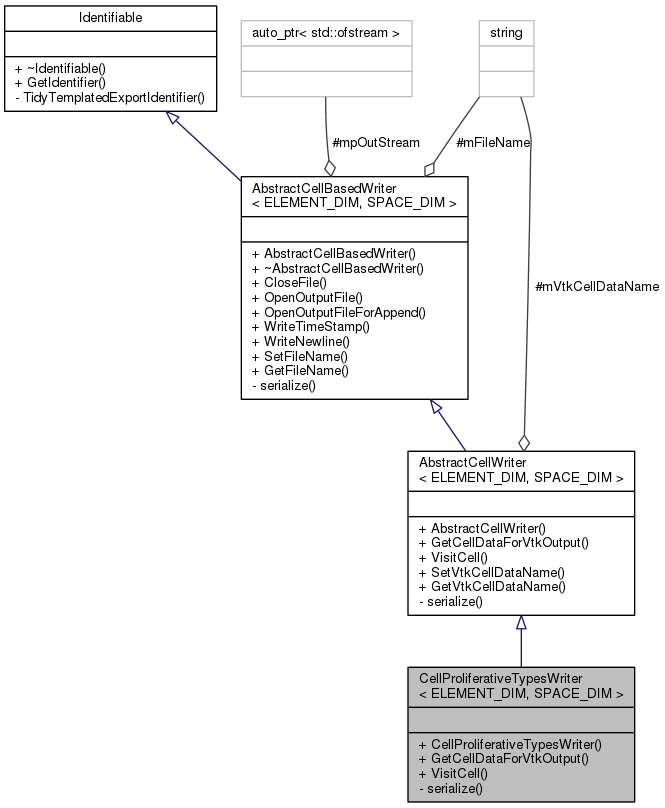 Identifiable
+ ~Identifiable()
+ GetIdentifier()
- TidyTemplatedExportIdentifier()
auto_ptr< std::ofstream >
string
#mpOutStream
#mFileName
AbstractCellBasedWriter
< ELEMENT_DIM, SPACE_DIM >
+ AbstractCellBasedWriter()
+ ~AbstractCellBasedWriter()
+ CloseFile()
+ OpenOutputFile()
+ OpenOutputFileForAppend()
+ WriteTimeStamp()
+ WriteNewline()
+ SetFileName()
+ GetFileName()
- serialize()
#mVtkCellDataName
AbstractCellWriter
< ELEMENT_DIM, SPACE_DIM >
+ AbstractCellWriter()
+ GetCellDataForVtkOutput()
+ VisitCell()
+ SetVtkCellDataName()
+ GetVtkCellDataName()
- serialize()
CellProliferativeTypesWriter
< ELEMENT_DIM, SPACE_DIM >
+ CellProliferativeTypesWriter()
+ GetCellDataForVtkOutput()
+ VisitCell()
- serialize()